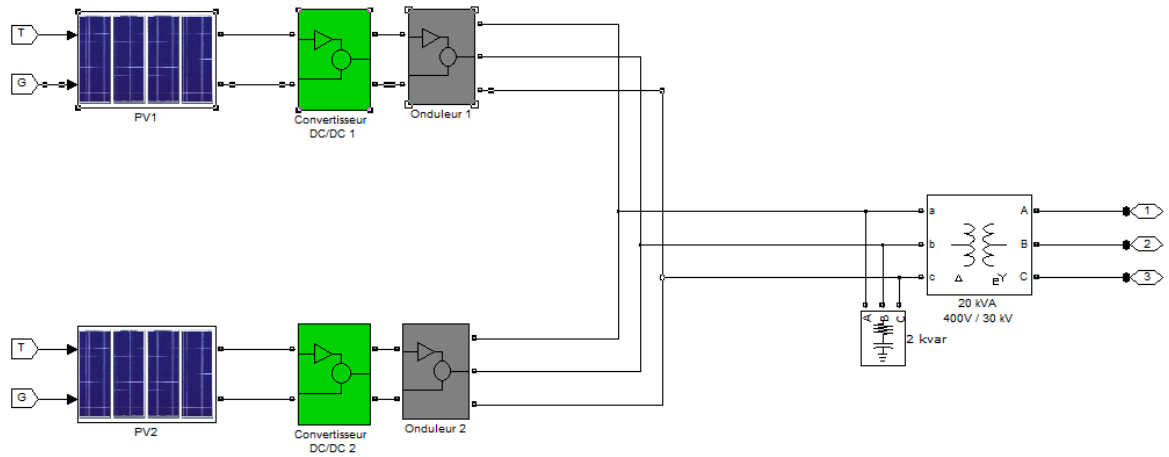 T
G
PV1
Convertisseur
DC/DC 1
Onduleur 1
a
b
c
A
B
C
Δ
Y
1
2
3
20 kVA
400V / 30 kV
A
B
C
2 kvar
T
G
PV2
Convertisseur
DC/DC 2
Onduleur 2